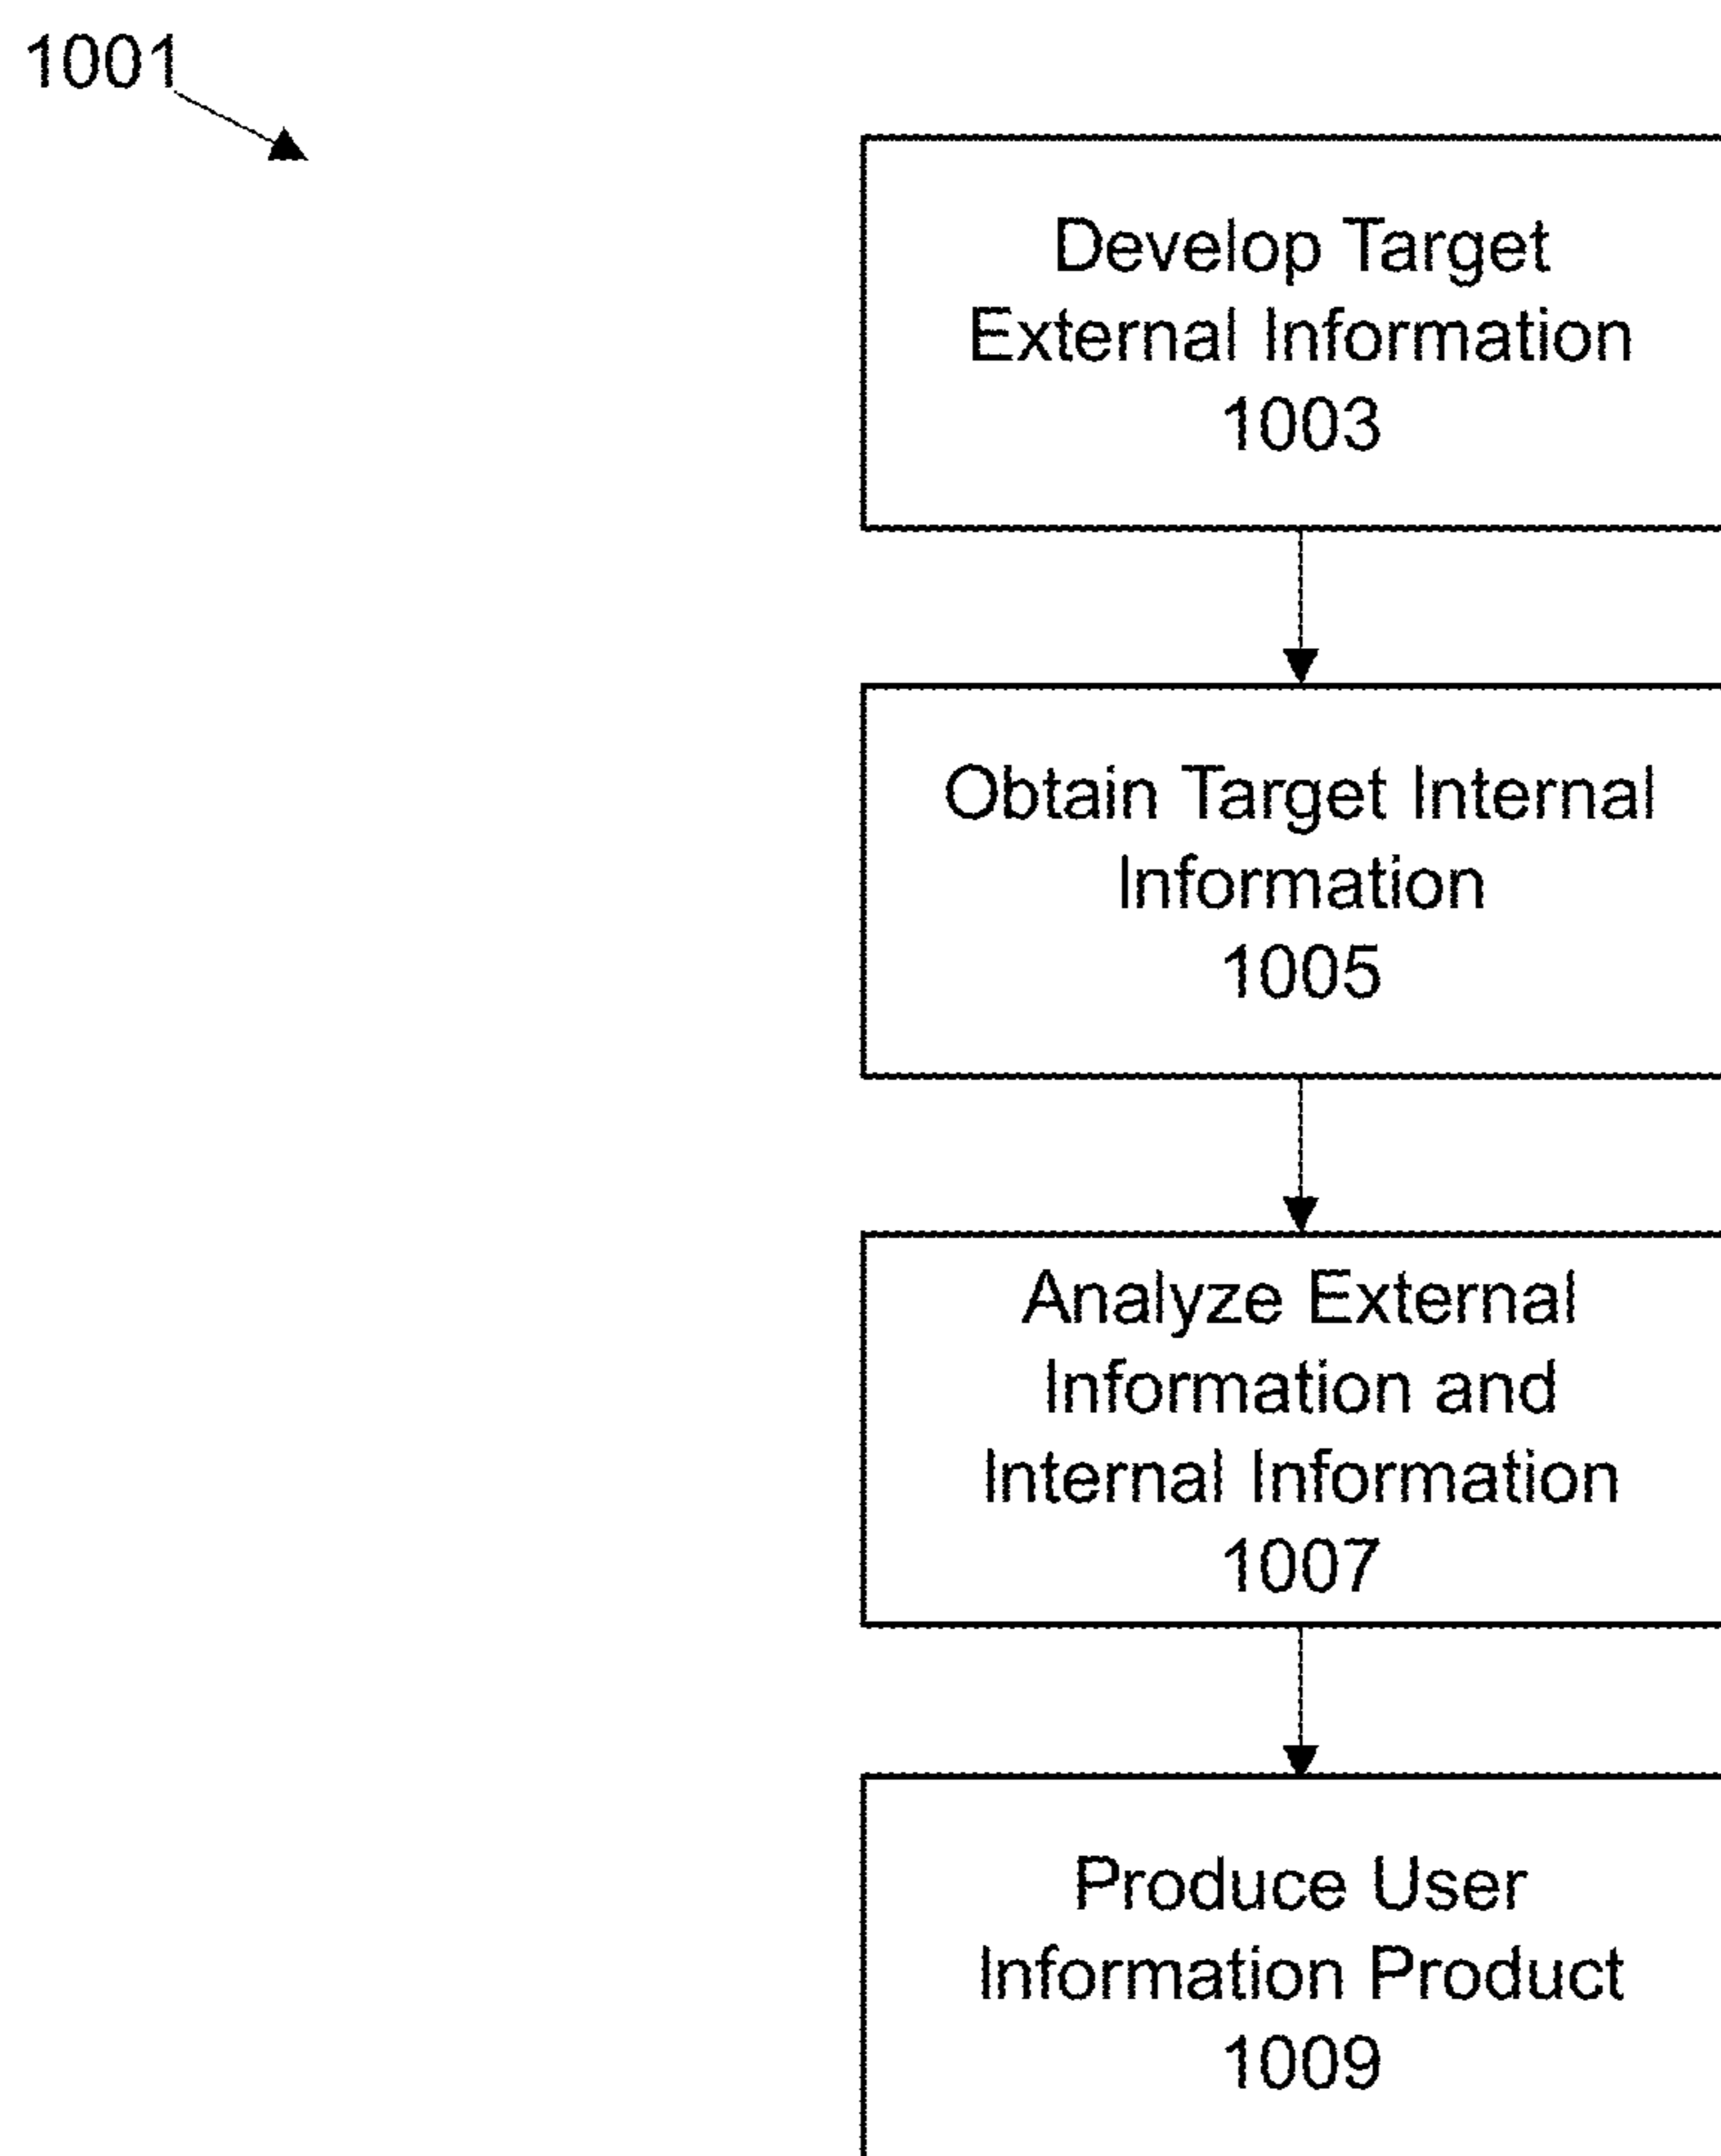 1001
Develop Target
External Information
1003
Obtain Target Internal
Information
1005
Analyze External
Information and
Internal Information
1007
Produce User
Information Product
1009